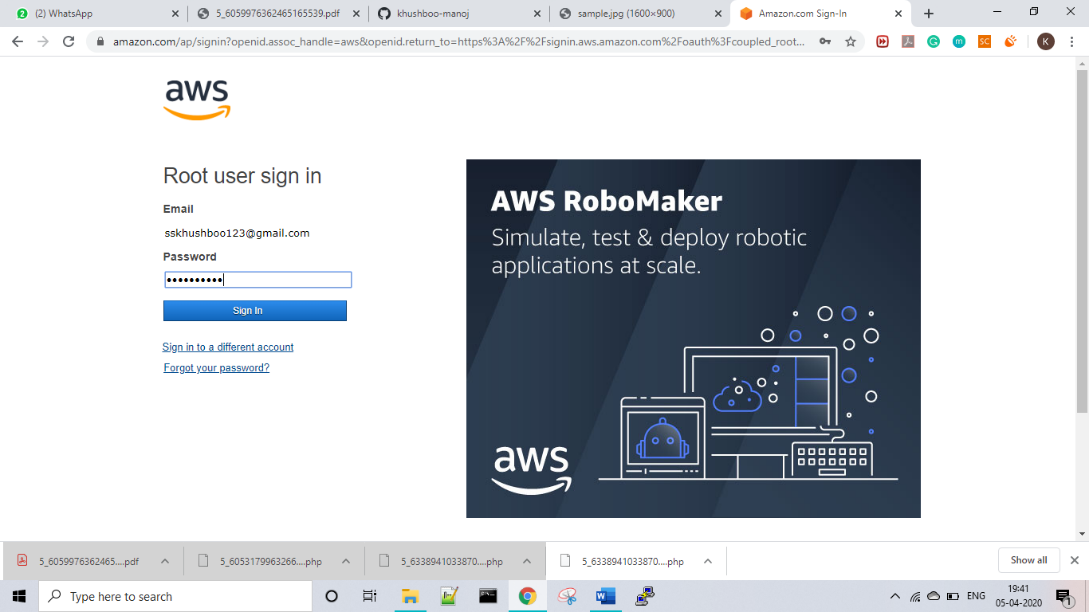 (2) WhatsApp
5_6059976362465165539.pdf
khushboo-manoj
sample.jpg (1600×900)
Amazon.com Sign-In
amazon.com/ap/signin?openid.assoc_handle=aws&openid.return_to=https%3A%2F%2Fsignin.aws.amazon.com%2Foauth%3Fcoupled_root...
K
aws
Root user sign in
Email
sskhushboo123@gmail.com
Password
Sign In
Sign in to a different account
Forgot your password?
AWS RoboMaker
Simulate, test & deploy robotic
applications at scale.
aws
5_6059976362465....pdf
5_6053179963266....php
5_6338941033870....php
5_6338941033870....php
Show all
Type here to search
ENG
19:41
05-04-2020